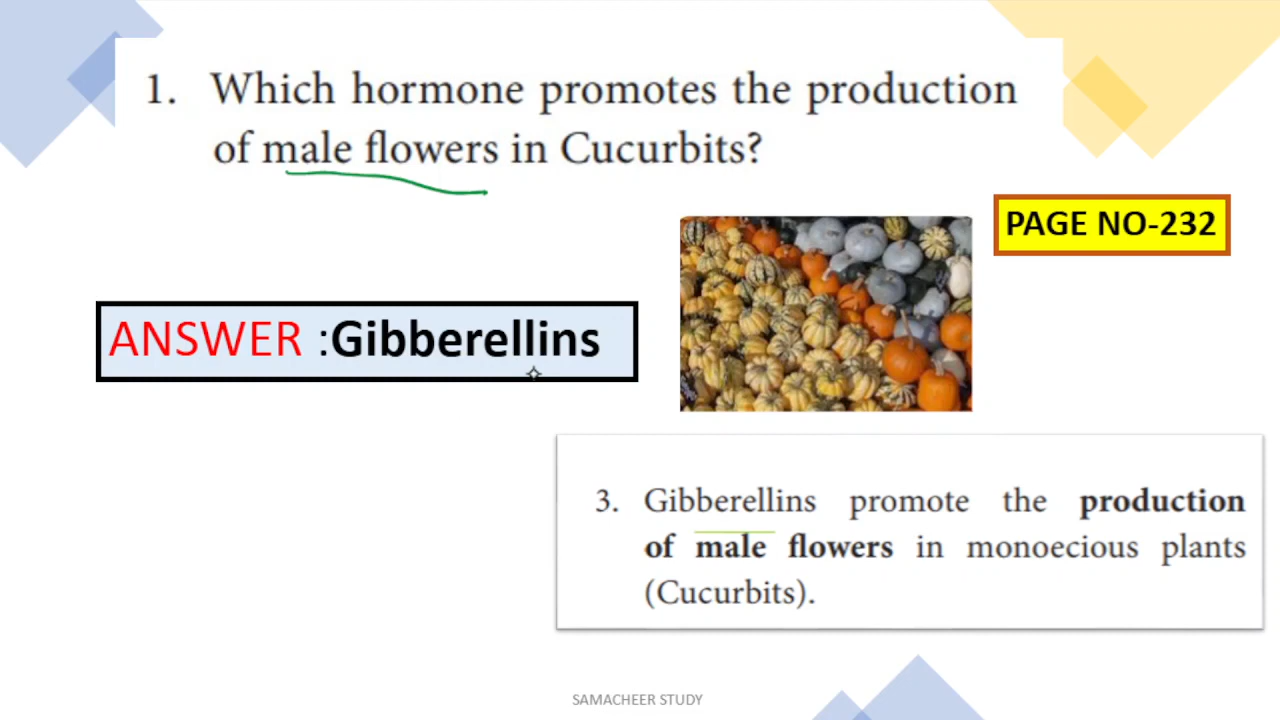 1. Which hormone promotes the production
of male flowers in Cucurbits?
PAGE NO-232
ANSWER :Gibberellins
3. Gibberellins promote the production
of male flowers in monoecious plants
(Cucurbits).
SAMACHEER STUDY